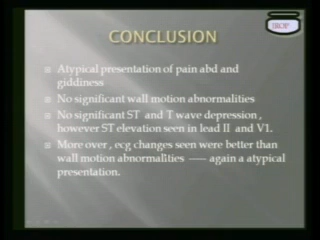 IROP
CONCLUSION
Atypical presentation of pain abd and
giddiness
No significant wall motion abnormalities
No significant ST and T wave depression ,
however ST elevation seen in lead II and V1.
More over , ecg changes seen were better than
wall motion abnormalities ---- again a atypical
presentation.